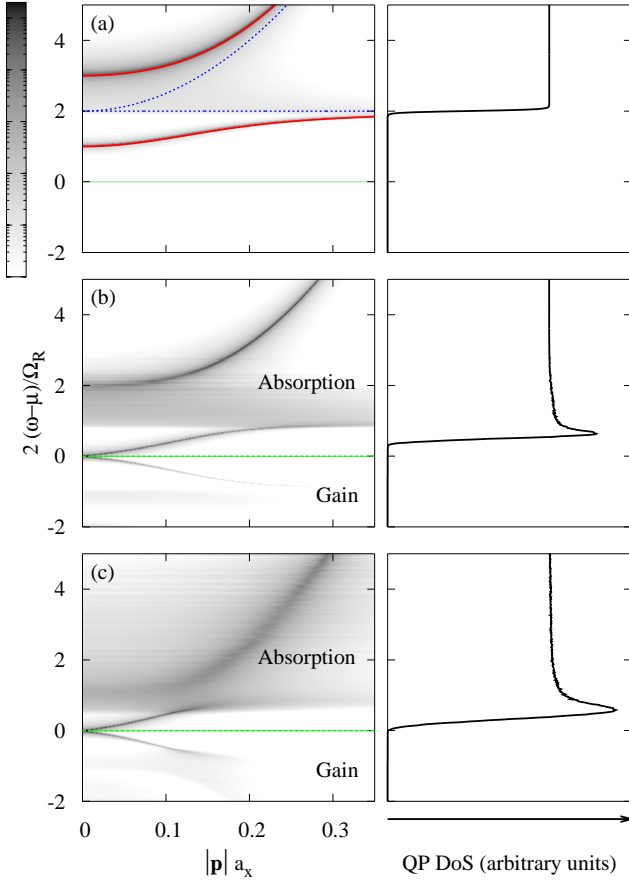 (a)
4
2
0
-2
(b)
4
2
0
-2
Absorption
Gain
2 (ω−μ)/Ω_R
(c)
4
2
0
-2
Absorption
Gain
0 0.1 0.2 0.3
|p| a_x
QP DoS (arbitrary units)